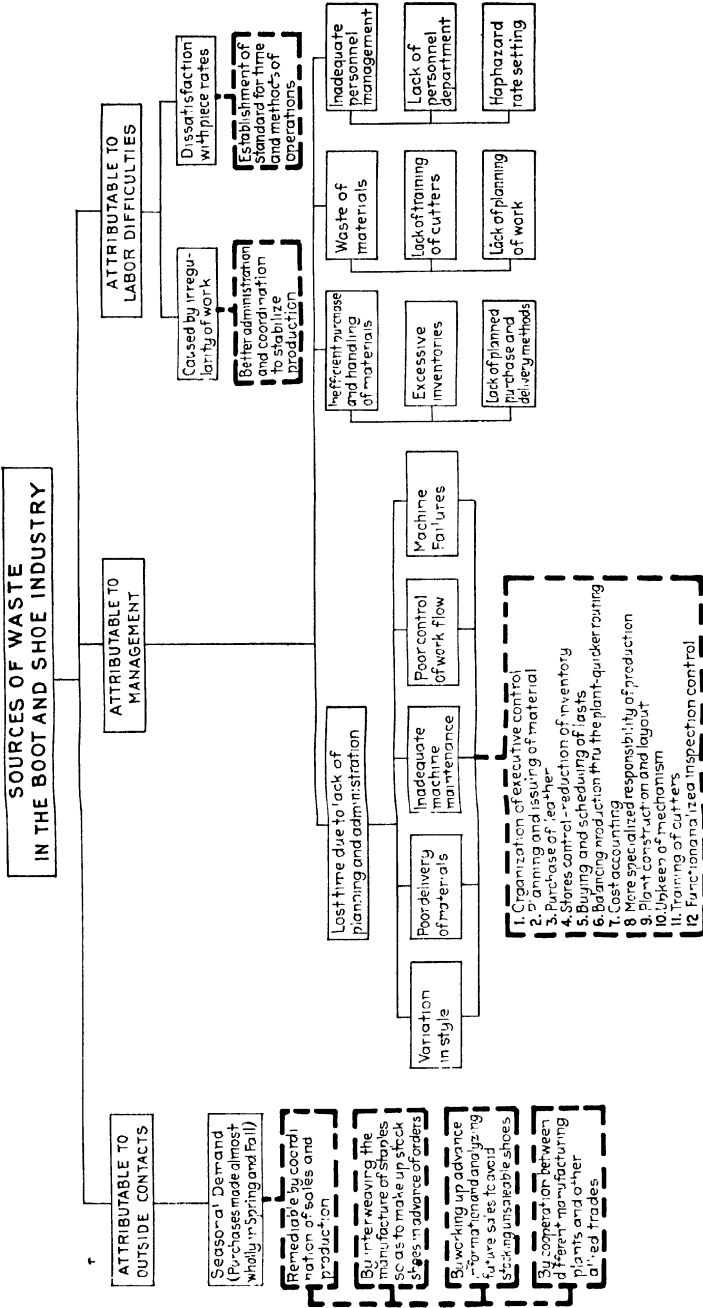 SOURCES OF WASTE
IN THE BOOT AND SHOE INDUSTRY
ATTRIBUTABLE TO
OUTSIDE CONTACTS
Seasonal Demand
(Purchases made almost
wholly in Spring and Fall)
Remediable by coordi
nation of sales and
production
By interweaving the
manufacture of staples
so as to make up stock
shoes in advance of orders
By working up advance
information and analyzing
future sales to avoid
stocking unsaleable shoes
By cooperation between
different manufacturing
plants and other
allied trades
ATTRIBUTABLE TO
MANAGEMENT
Lost time due to lack of
planning and administration
Variation
in style
Poor delivery
of materials
Inadequate
machine
maintenance
Poor control
of work flow
Machine
Failures
1. Organization of executive control
2. Planning and issuing of material
3. Purchase of leather
4. Stores control-reduction of inventory
5. Buying and scheduling of lasts
6. Balancing production thru the plant-quicker routing
7. Cost accounting
8 More specialized responsibility of production
9. Plant construction and layout
10. Upkeep of mechanism
11. Training of cutters
12 Functionalized inspection control
Inefficient purchase
and handling
of materials
Excessive
inventories
Lack of planned
purchase and
delivery methods
Waste of
materials
Lack of training
of cutters
Lack of planning
of work
Inadequate
personnel
management
Lack of
personnel
department
Haphazard
rate setting
ATTRIBUTABLE TO
LABOR DIFFICULTIES
Caused by irregu-
larity of work
Better administration
and coordination
to stabilize
production
Dissatisfaction
with piece rates
Establishment of
standard for time
and methods of
operations